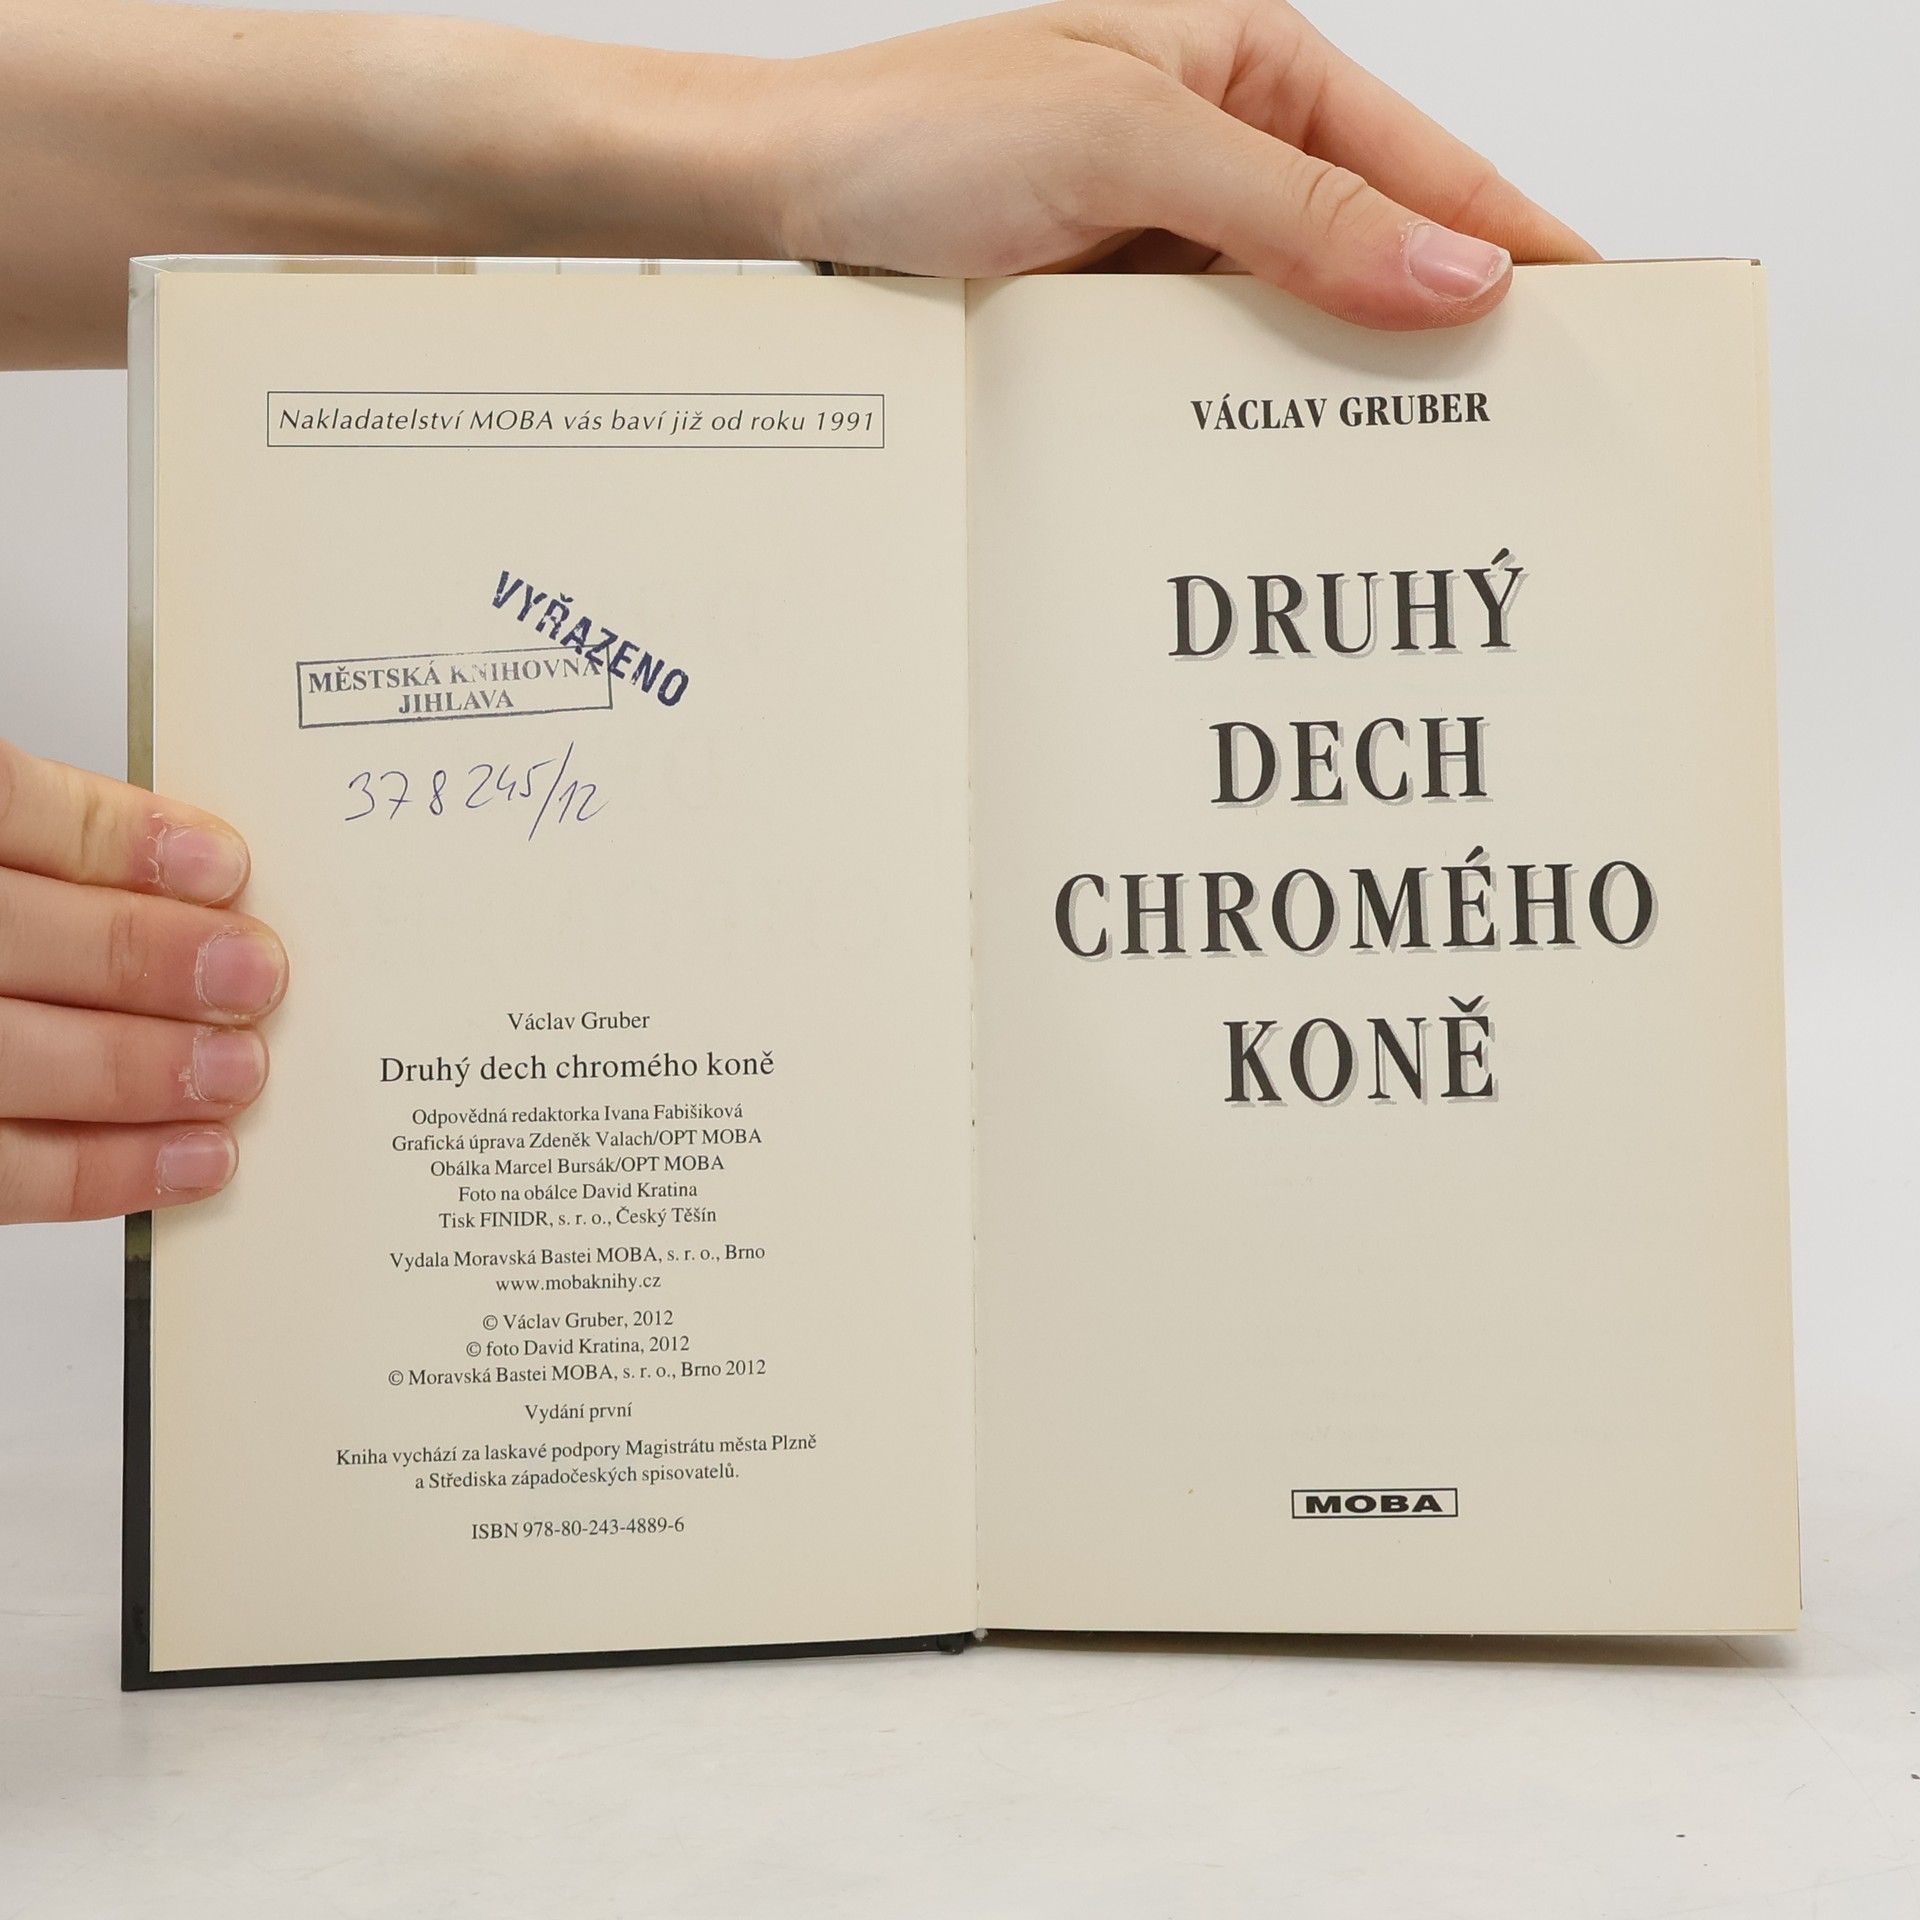 Nakladatelství MOBA vás baví již od roku 1991
VYŘAZENO
MĚSTSKÁ KNIHOVNA
JIHLAVA
378 245/12
Václav Gruber
Druhý dech chromého koně
Odpovědná redaktorka Ivana Fabišiková
Grafická úprava Zdeněk Valach/OPT MOBA
Obálka Marcel Bursák/OPT MOBA
Foto na obálce David Kratina
Tisk FINIDR, s. r. o., Český Těšín
Vydala Moravská Bastei MOBA, s. r. o., Brno
www.mobaknihy.cz
© Václav Gruber, 2012
© foto David Kratina, 2012
© Moravská Bastei MOBA, s. r. o., Brno 2012
Vydání první
Kniha vychází za laskavé podpory Magistrátu města Plzně
a Střediska západočeských spisovatelů.
ISBN 978-80-243-4889-6
VÁCLAV GRUBER
DRUHÝ
DECH
CHROMÉHO
KONĚ
MOBA